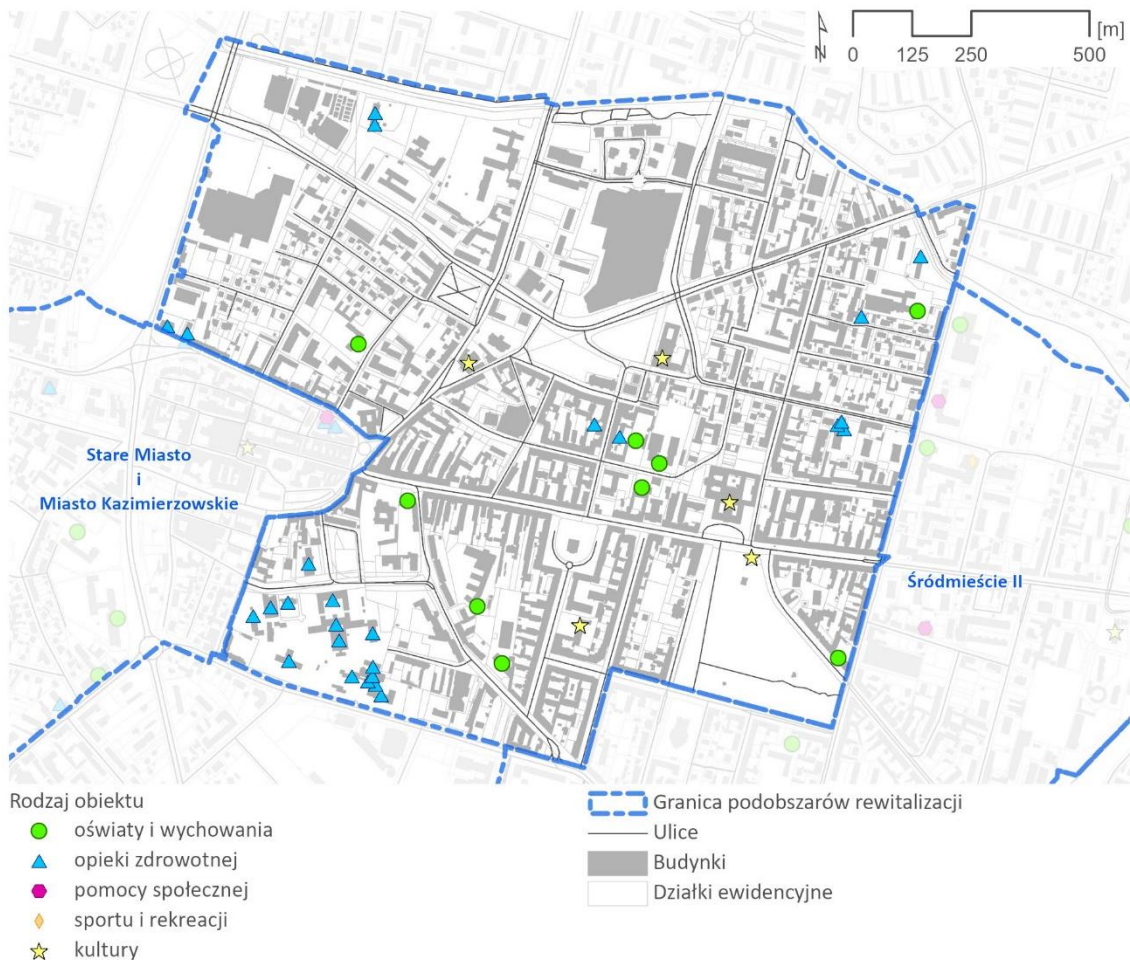 N
[m]
0 125 250 500
Stare Miasto
i
Miasto Kazimierzowskie
Śródmieście II
Rodzaj obiektu
oświaty i wychowania
opieki zdrowotnej
pomocy społecznej
sportu i rekreacji
kultury
Granica podobszarów rewitalizacji
Ulice
Budynki
Działki ewidencyjne